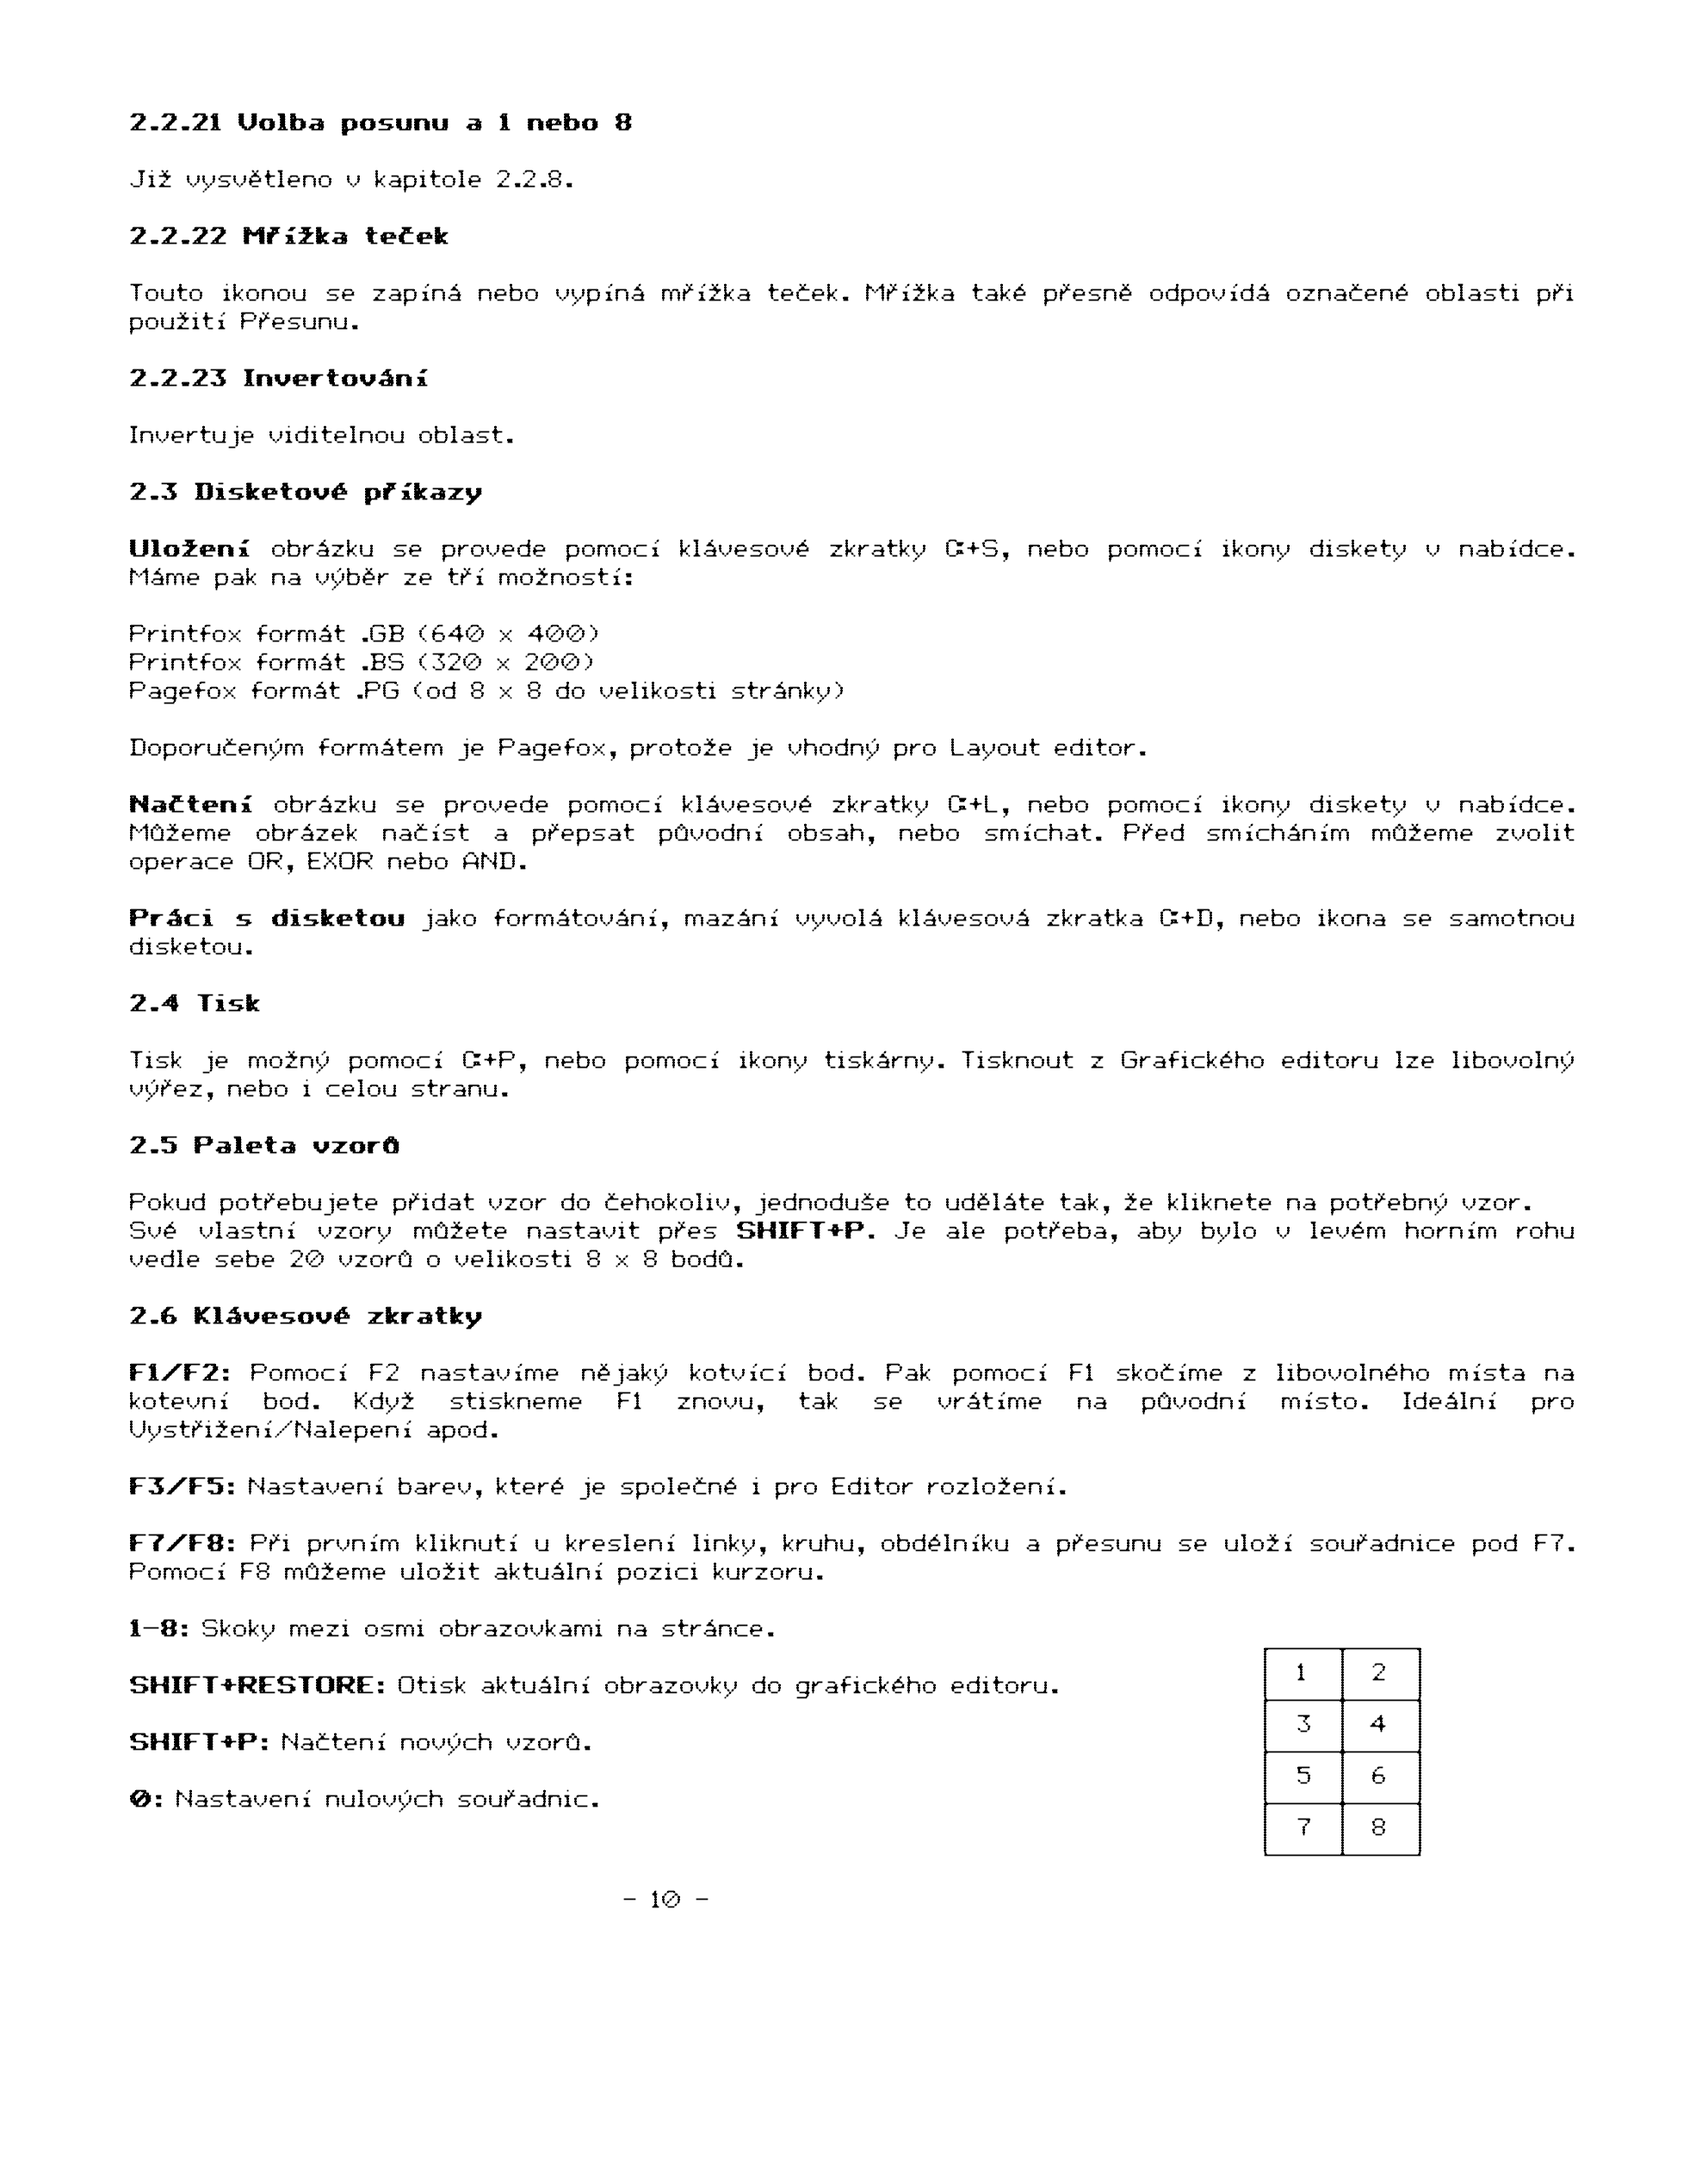 2.2.21 Volba posunu a 1 nebo 8
Již vysvětleno v kapitole 2.2.8.
2.2.22 Mřížka teček
Touto ikonou se zapíná nebo vypíná mřížka teček. Mřížka také přesně odpovídá označené oblasti při
použití Přesunu.
2.2.23 Invertování
Invertuje viditelnou oblast.
2.3 Disketové příkazy
Uložení obrázku se provede pomocí klávesové zkratky C=+S, nebo pomocí ikony diskety v nabídce.
Máme pak na výběr ze tří možností:
Printfox formát .GB (640 x 400)
Printfox formát .BS (320 x 200)
Pagefox formát .PG (od 8 x 8 do velikosti stránky)
Doporučeným formátem je Pagefox, protože je vhodný pro Layout editor.
Načtení obrázku se provede pomocí klávesové zkratky C=+L, nebo pomocí ikony diskety v nabídce.
Můžeme obrázek načíst a přepsat původní obsah, nebo smíchat. Před smícháním můžeme zvolit
operace OR, EXOR nebo AND.
Práci s disketou jako formátování, mazání vyvolá klávesová zkratka C=+D, nebo ikona se samotnou
disketou.
2.4 Tisk
Tisk je možný pomocí C=+P, nebo pomocí ikony tiskárny. Tisknout z Grafického editoru lze libovolný
výřez, nebo i celou stranu.
2.5 Paleta vzorů
Pokud potřebujete přidat vzor do čehokoliv, jednoduše to uděláte tak, že kliknete na potřebný vzor.
Své vlastní vzory můžete nastavit přes SHIFT+P. Je ale potřeba, aby bylo v levém horním rohu
vedle sebe 20 vzorů o velikosti 8 x 8 bodů.
2.6 Klávesové zkratky
F1/F2: Pomocí F2 nastavíme nějaký kotvící bod. Pak pomocí F1 skočíme z libovolného místa na
kotevní bod. Když stiskneme F1 znovu, tak se vrátíme na původní místo. Ideální pro
Vystřižení/Nalepení apod.
F3/F5: Nastavení barev, které je společné i pro Editor rozložení.
F7/F8: Při prvním kliknutí u kreslení linky, kruhu, obdélníku a přesunu se uloží souřadnice pod F7.
Pomocí F8 můžeme uložit aktuální pozici kurzoru.
1-8: Skoky mezi osmi obrazovkami na stránce.
SHIFT+RESTORE: Otisk aktuální obrazovky do grafického editoru.
SHIFT+P: Načtení nových vzorů.
0: Nastavení nulových souřadnic.
1 2
3 4
5 6
7 8
- 10 -